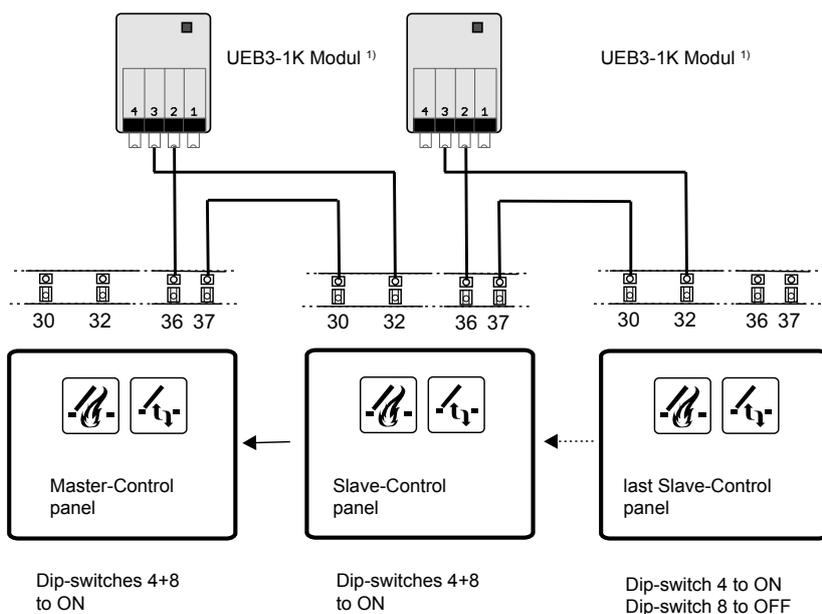 UEB3-1K Modul 1)
UEB3-1K Modul 1)
4 3 2 1
4 3 2 1
30 32 36 37
30 32 36 37
30 32 36 37
Master-Control
panel
Slave-Control
panel
last Slave-Control
panel
Dip-switches 4+8
to ON
Dip-switches 4+8
to ON
Dip-switch 4 to ON
Dip-switch 8 to OFF